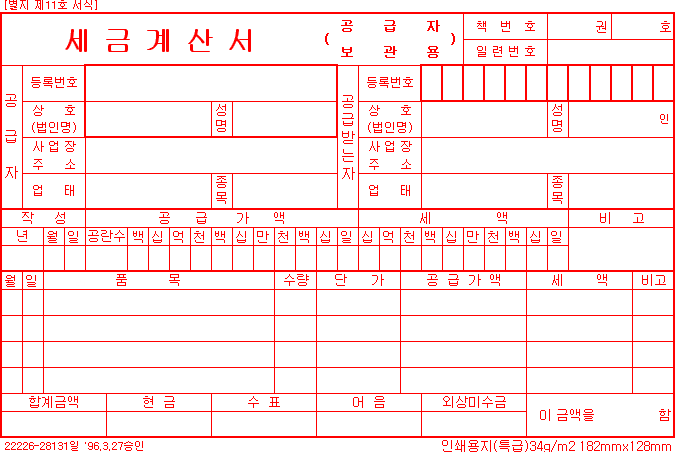 [별지 제11호 서식]
세 금 계 산 서
( 공 급 자
보 관 용 )
책 번 호 권 호
일 련 번 호
공 급 자
등록번호
상 호
(법인명)
성 명
사 업 장
주 소
업 태
종 목
공 급 받 는 자
등록번호
상 호
(법인명)
성 명
인
사 업 장
주 소
업 태
종 목
작 성 공 급 가 액 세 액 비 고
년 월 일 공란수 백 십 억 천 백 십 만 천 백 십 일 십 억 천 백 십 만 천 백 십 일
월 일 품 목 수량 단 가 공 급 가 액 세 액 비고
합계금액 현 금 수 표 어 음 외상미수금
이 금액을 함
22226-28131일 '96,3,27승인 인쇄용지(특급)34g/m2 182mmx128mm